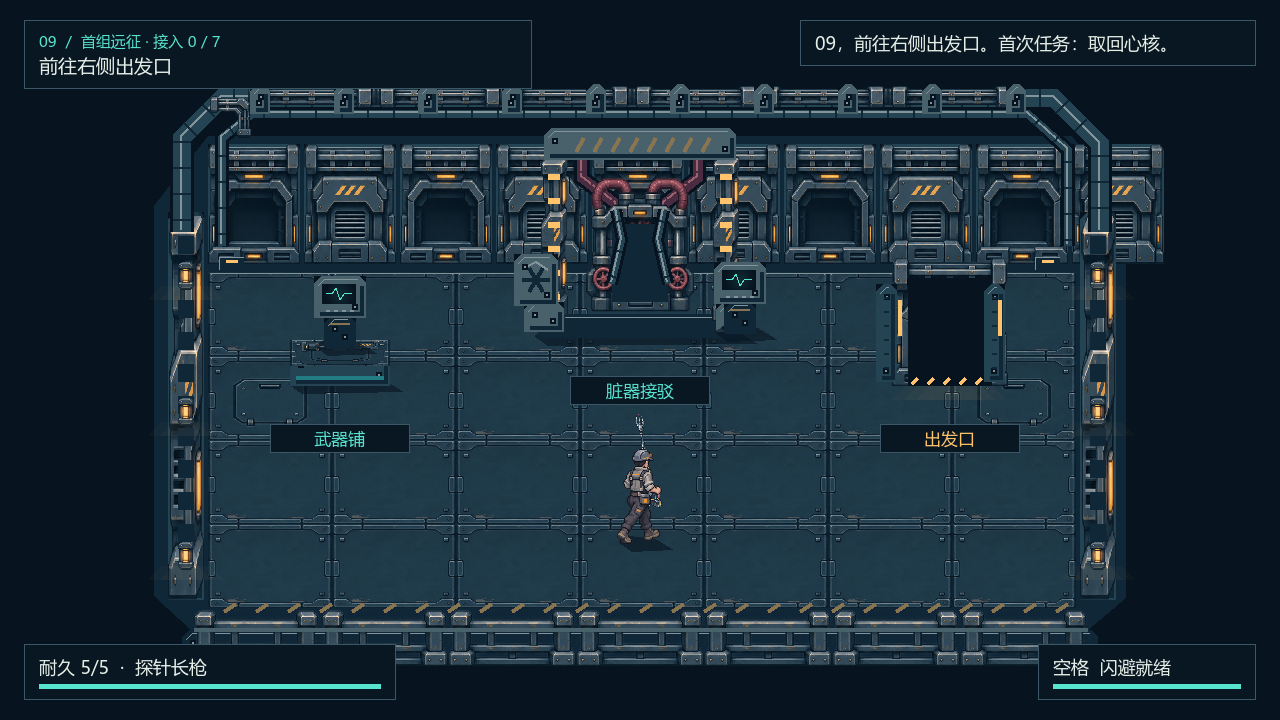 09 / 首组远征 · 接入 0 / 7
前往右侧出发口
09，前往右侧出发口。首次任务：取回心核。
脏器接驳
武器铺
出发口
耐久 5/5 · 探针长枪
空格 闪避就绪